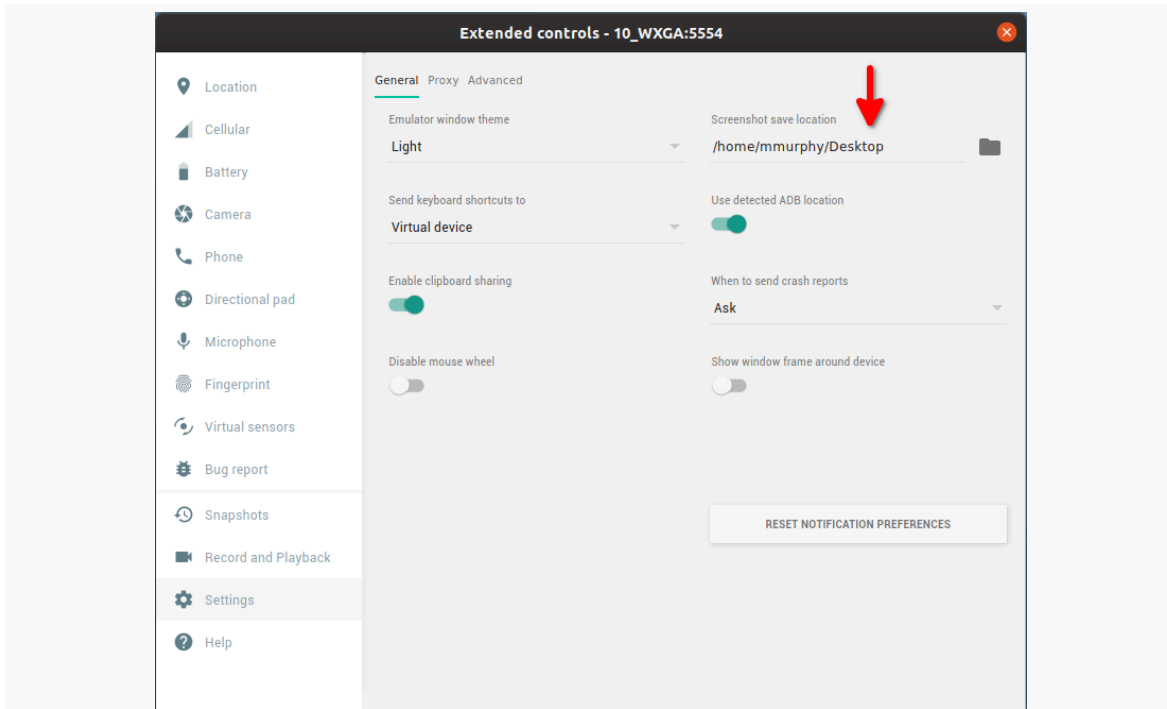 Extended controls - 10_WXGA:5554
Location
Cellular
Battery
Camera
Phone
Directional pad
Microphone
Fingerprint
Virtual sensors
Bug report
Snapshots
Record and Playback
Settings
Help
General Proxy Advanced
Emulator window theme
Light
Screenshot save location
/home/mmurphy/Desktop
Send keyboard shortcuts to
Virtual device
Use detected ADB location
Enable clipboard sharing
When to send crash reports
Ask
Disable mouse wheel
Show window frame around device
RESET NOTIFICATION PREFERENCES